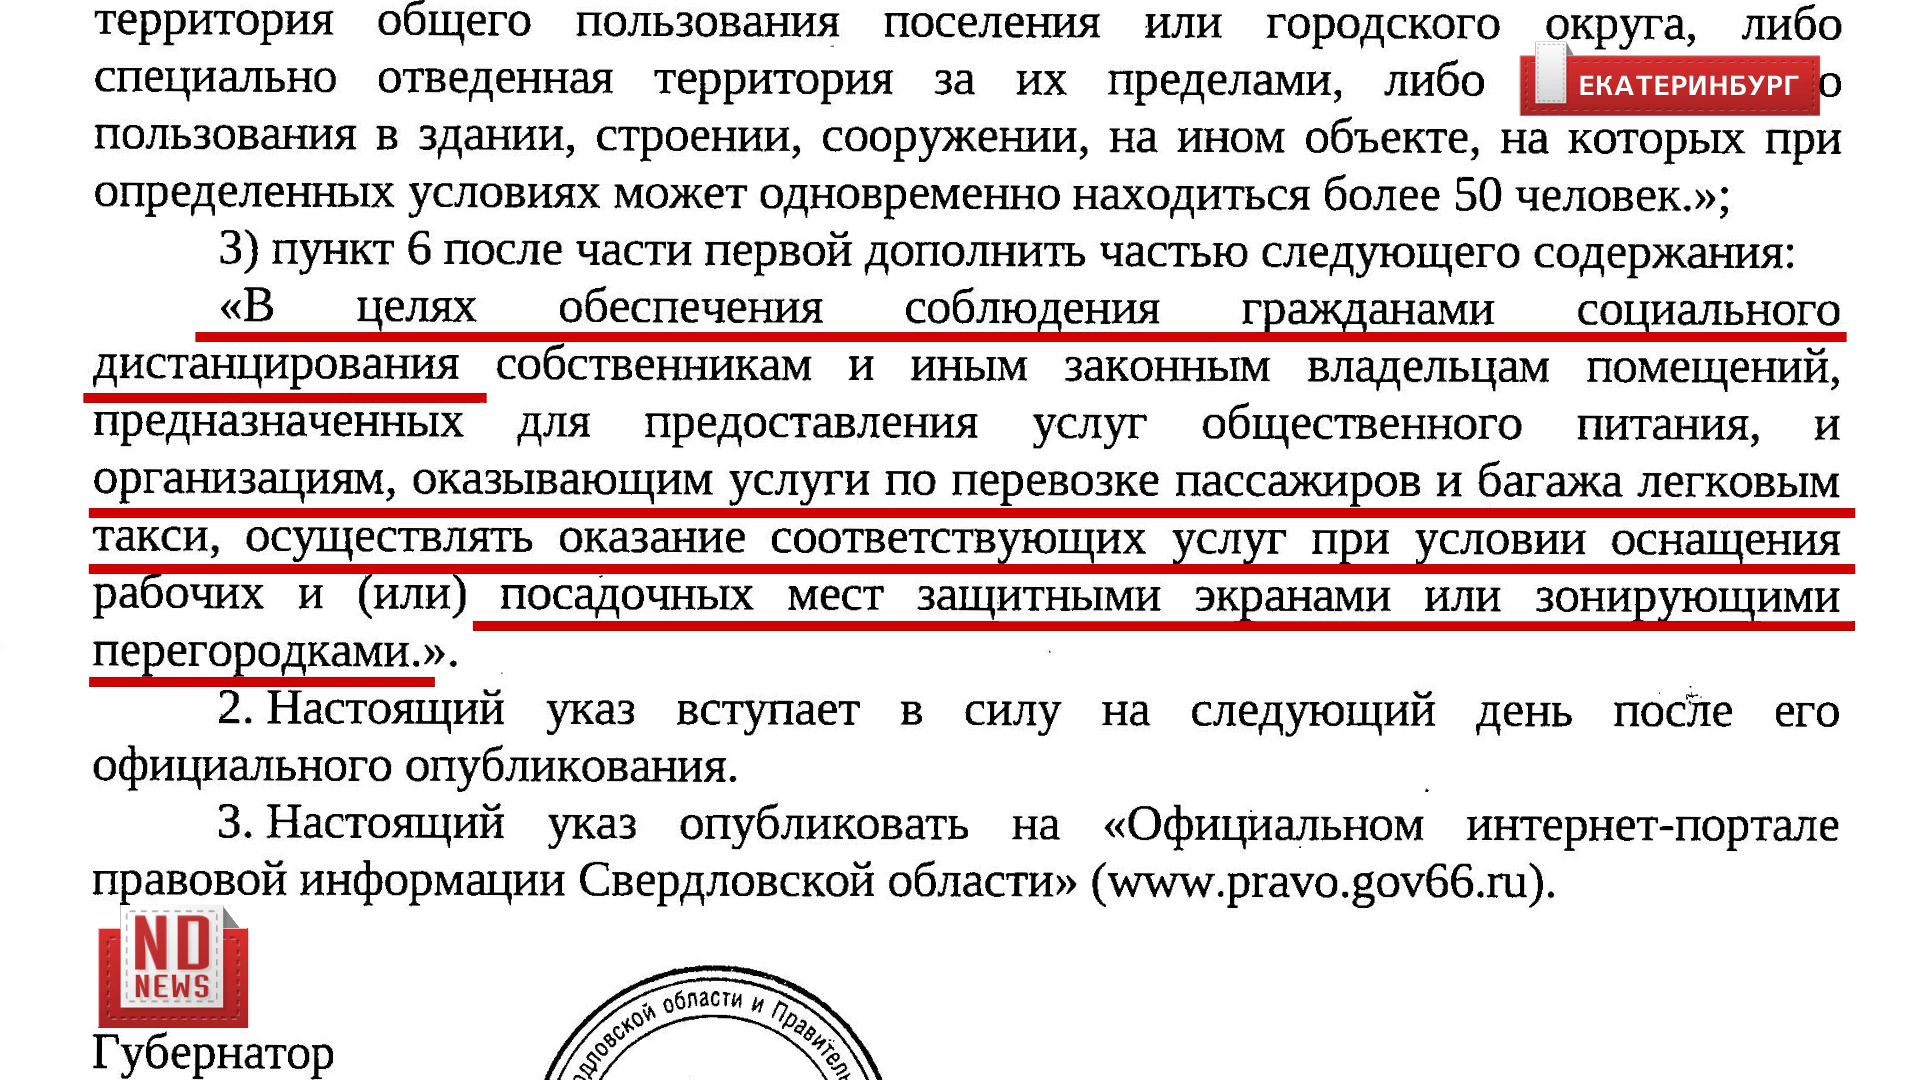 территория общего пользования поселения или городского округа, либо
специально отведенная территория за их пределами, либо
ЕКАТЕРИНБУРГ
пользования в здании, строении, сооружении, на ином объекте, на которых при
определенных условиях может одновременно находиться более 50 человек.»;
3) пункт 6 после части первой дополнить частью следующего содержания:
«В целях обеспечения соблюдения гражданами социального
дистанцирования собственникам и иным законным владельцам помещений,
предназначенных для предоставления услуг общественного питания, и
организациям, оказывающим услуги по перевозке пассажиров и багажа легковым
такси, осуществлять оказание соответствующих услуг при условии оснащения
рабочих и (или) посадочных мест защитными экранами или зонирующими
перегородками.».
2. Настоящий указ вступает в силу на следующий день после его
официального опубликования.
3. Настоящий указ опубликовать на «Официальном интернет-портале
правовой информации Свердловской области» (www.pravo.gov66.ru).
ND
NEWS
области и
Губернатор